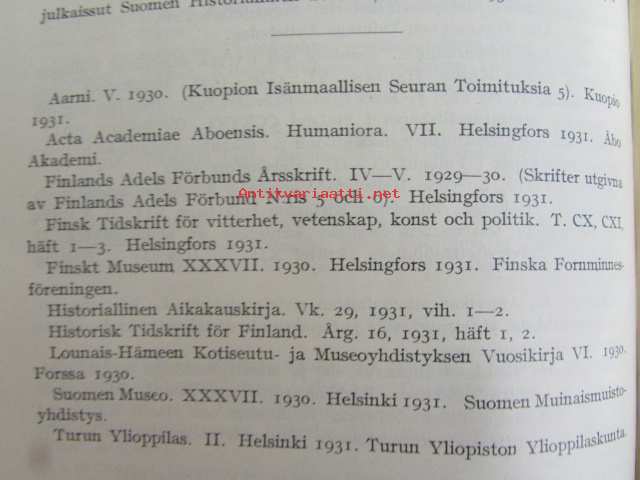 julkaissut Suomen
Aarni. V. 1930. (Kuopion Isänmaallisen Seuran Toimituksia 5). Kuopio
1931.
Acta Academiae Aboensis. Humaniora. VII. Helsingfors 1931. Åbo
Akademi.
Finlands Adels Förbunds Årsskrift. IV—V. 1929—30. (Skrifter utgivna
Antikvariaatti.net
av Finlands Adels Förbund N:ris 5 och 6). Helsingfors 1931.
Finsk Tidskrift för vitterhet, vetenskap, konst och politik. T. CX, CXI,
häft 1—3. Helsingfors 1931.
Finskt Museum XXXVII. 1930. Helsingfors 1931. Finska Fornminnes-
föreningen.
Historiallinen Aikakauskirja. Vk. 29, 1931, vih. 1—2.
Historisk Tidskrift för Finland. Årg. 16, 1931, häft 1, 2.
Lounais-Hämeen Kotiseutu- ja Museoyhdistyksen Vuosikirja VI. 1930.
Forssa 1930.
Suomen Museo. XXXVII. 1930. Helsinki 1931. Suomen Muinaismuisto-
yhdistys.
Turun Ylioppilas. II. Helsinki 1931. Turun Yliopiston Ylioppilaskunta.